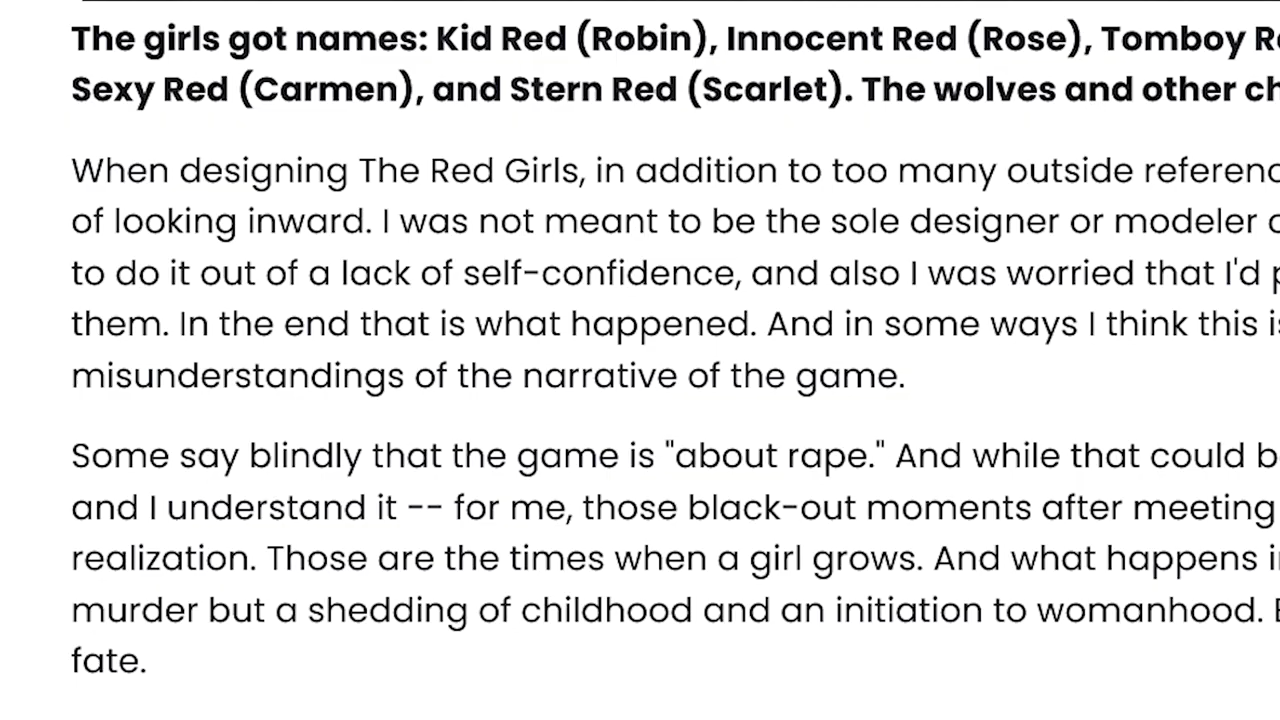 The girls got names: Kid Red (Robin), Innocent Red (Rose), Tomboy
Sexy Red (Carmen), and Stern Red (Scarlet). The wolves and other
When designing The Red Girls, in addition to too many outside
of looking inward. I was not meant to be the sole designer or modeler
to do it out of a lack of self-confidence, and also I was worried that I'd
them. In the end that is what happened. And in some ways I think this
misunderstandings of the narrative of the game.
Some say blindly that the game is "about rape." And while that could
and I understand it -- for me, those black-out moments after meeting
realization. Those are the times when a girl grows. And what happens
murder but a shedding of childhood and an initiation to womanhood.
fate.